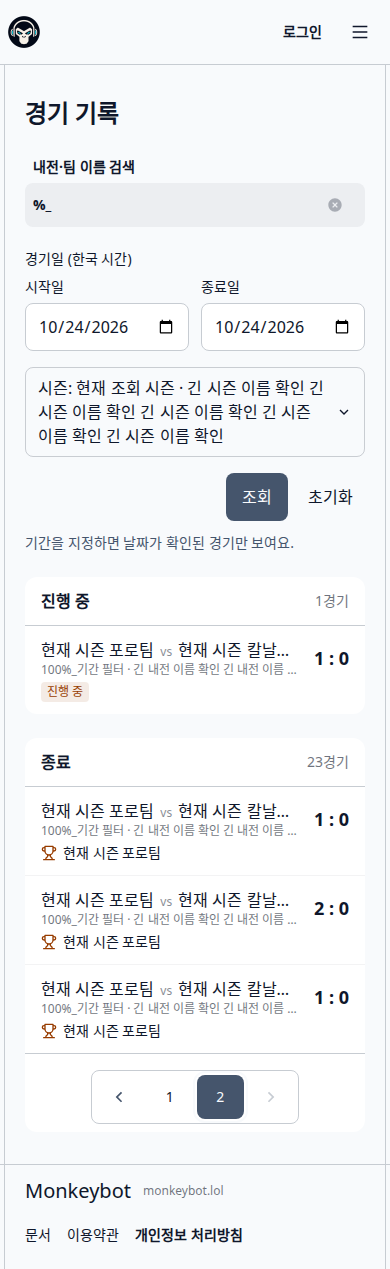 로그인
경기 기록
내전·팀 이름 검색
%_
경기일 (한국 시간)
시작일 종료일
10/24/2026 10/24/2026
시즌: 현재 조회 시즌 · 긴 시즌 이름 확인 긴
시즌 이름 확인 긴 시즌 이름 확인 긴 시즌
이름 확인 긴 시즌 이름 확인
조회 초기화
기간을 지정하면 날짜가 확인된 경기만 보여요.
진행 중 1경기
현재 시즌 포로팀 vs 현재 시즌 칼날... 1 : 0
100%_기간 필터 · 긴 내전 이름 확인 긴 내전 이름 ...
진행 중
종료 23경기
현재 시즌 포로팀 vs 현재 시즌 칼날... 1 : 0
100%_기간 필터 · 긴 내전 이름 확인 긴 내전 이름 ...
현재 시즌 포로팀
현재 시즌 포로팀 vs 현재 시즌 칼날... 2 : 0
100%_기간 필터 · 긴 내전 이름 확인 긴 내전 이름 ...
현재 시즌 포로팀
현재 시즌 포로팀 vs 현재 시즌 칼날... 1 : 0
100%_기간 필터 · 긴 내전 이름 확인 긴 내전 이름 ...
현재 시즌 포로팀
1 2
Monkeybot monkeybot.lol
문서 이용약관 개인정보 처리방침